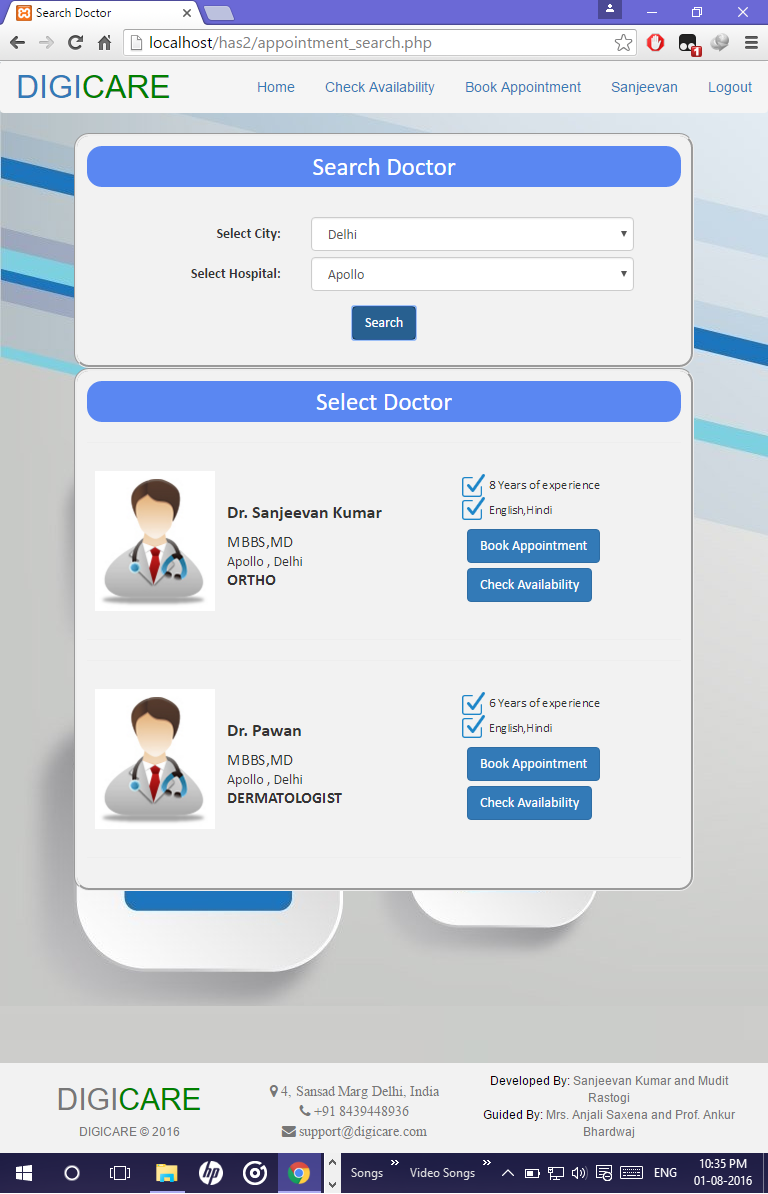 Search Doctor
localhost/has2/appointment_search.php
1
DIGICARE
Home Check Availability Book Appointment Sanjeevan Logout
Search Doctor
Select City: Delhi
Select Hospital: Apollo
Search
Select Doctor
8 Years of experience
English,Hindi
Dr. Sanjeevan Kumar
MBBS,MD
Apollo , Delhi
ORTHO
Book Appointment
Check Availability
6 Years of experience
English,Hindi
Dr. Pawan
MBBS,MD
Apollo , Delhi
DERMATOLOGIST
Book Appointment
Check Availability
DIGICARE
DIGICARE © 2016
4, Sansad Marg Delhi, India
+91 8439448936
support@digicare.com
Developed By: Sanjeevan Kumar and Mudit
Rastogi
Guided By: Mrs. Anjali Saxena and Prof. Ankur
Bhardwaj
hp
Songs » Video Songs » ENG
10:35 PM
01-08-2016